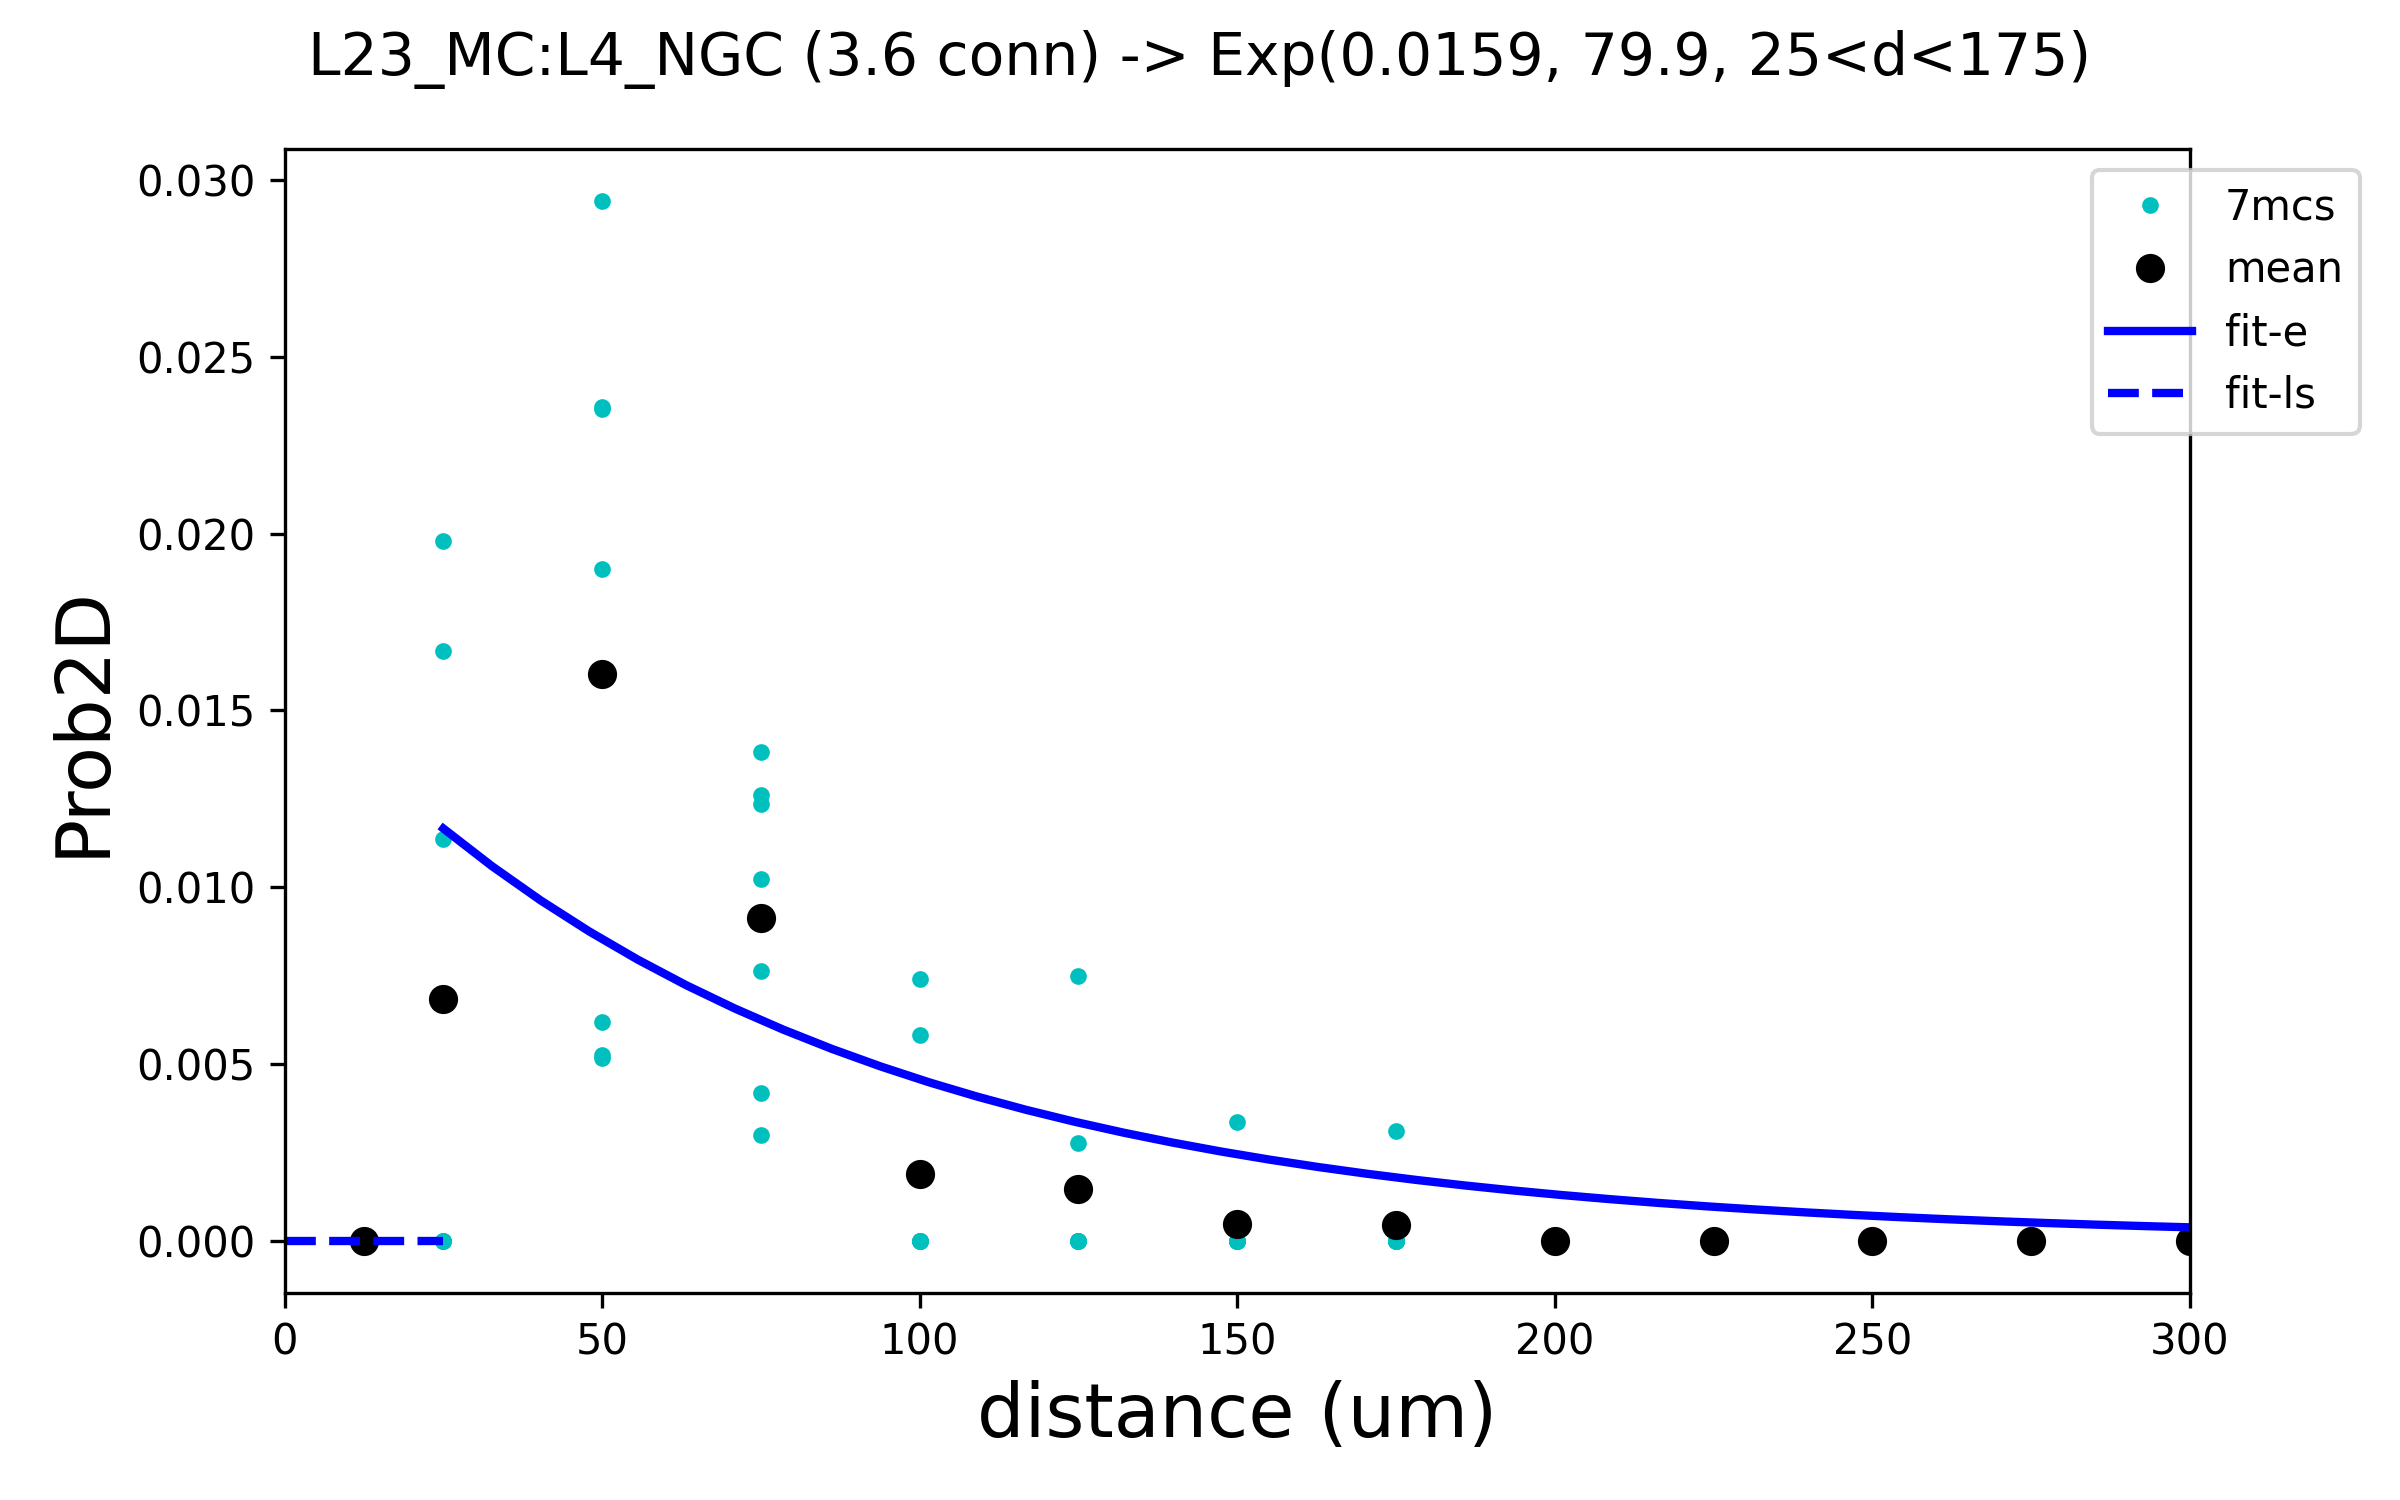 L23_MC:L4_NGC (3.6 conn) -> Exp(0.0159, 79.9, 25<d<175)
0.030
0.025
0.020
0.015
0.010
0.005
0.000
Prob2D
7mcs
mean
fit-e
fit-ls
0 50 100 150 200 250 300
distance (um)